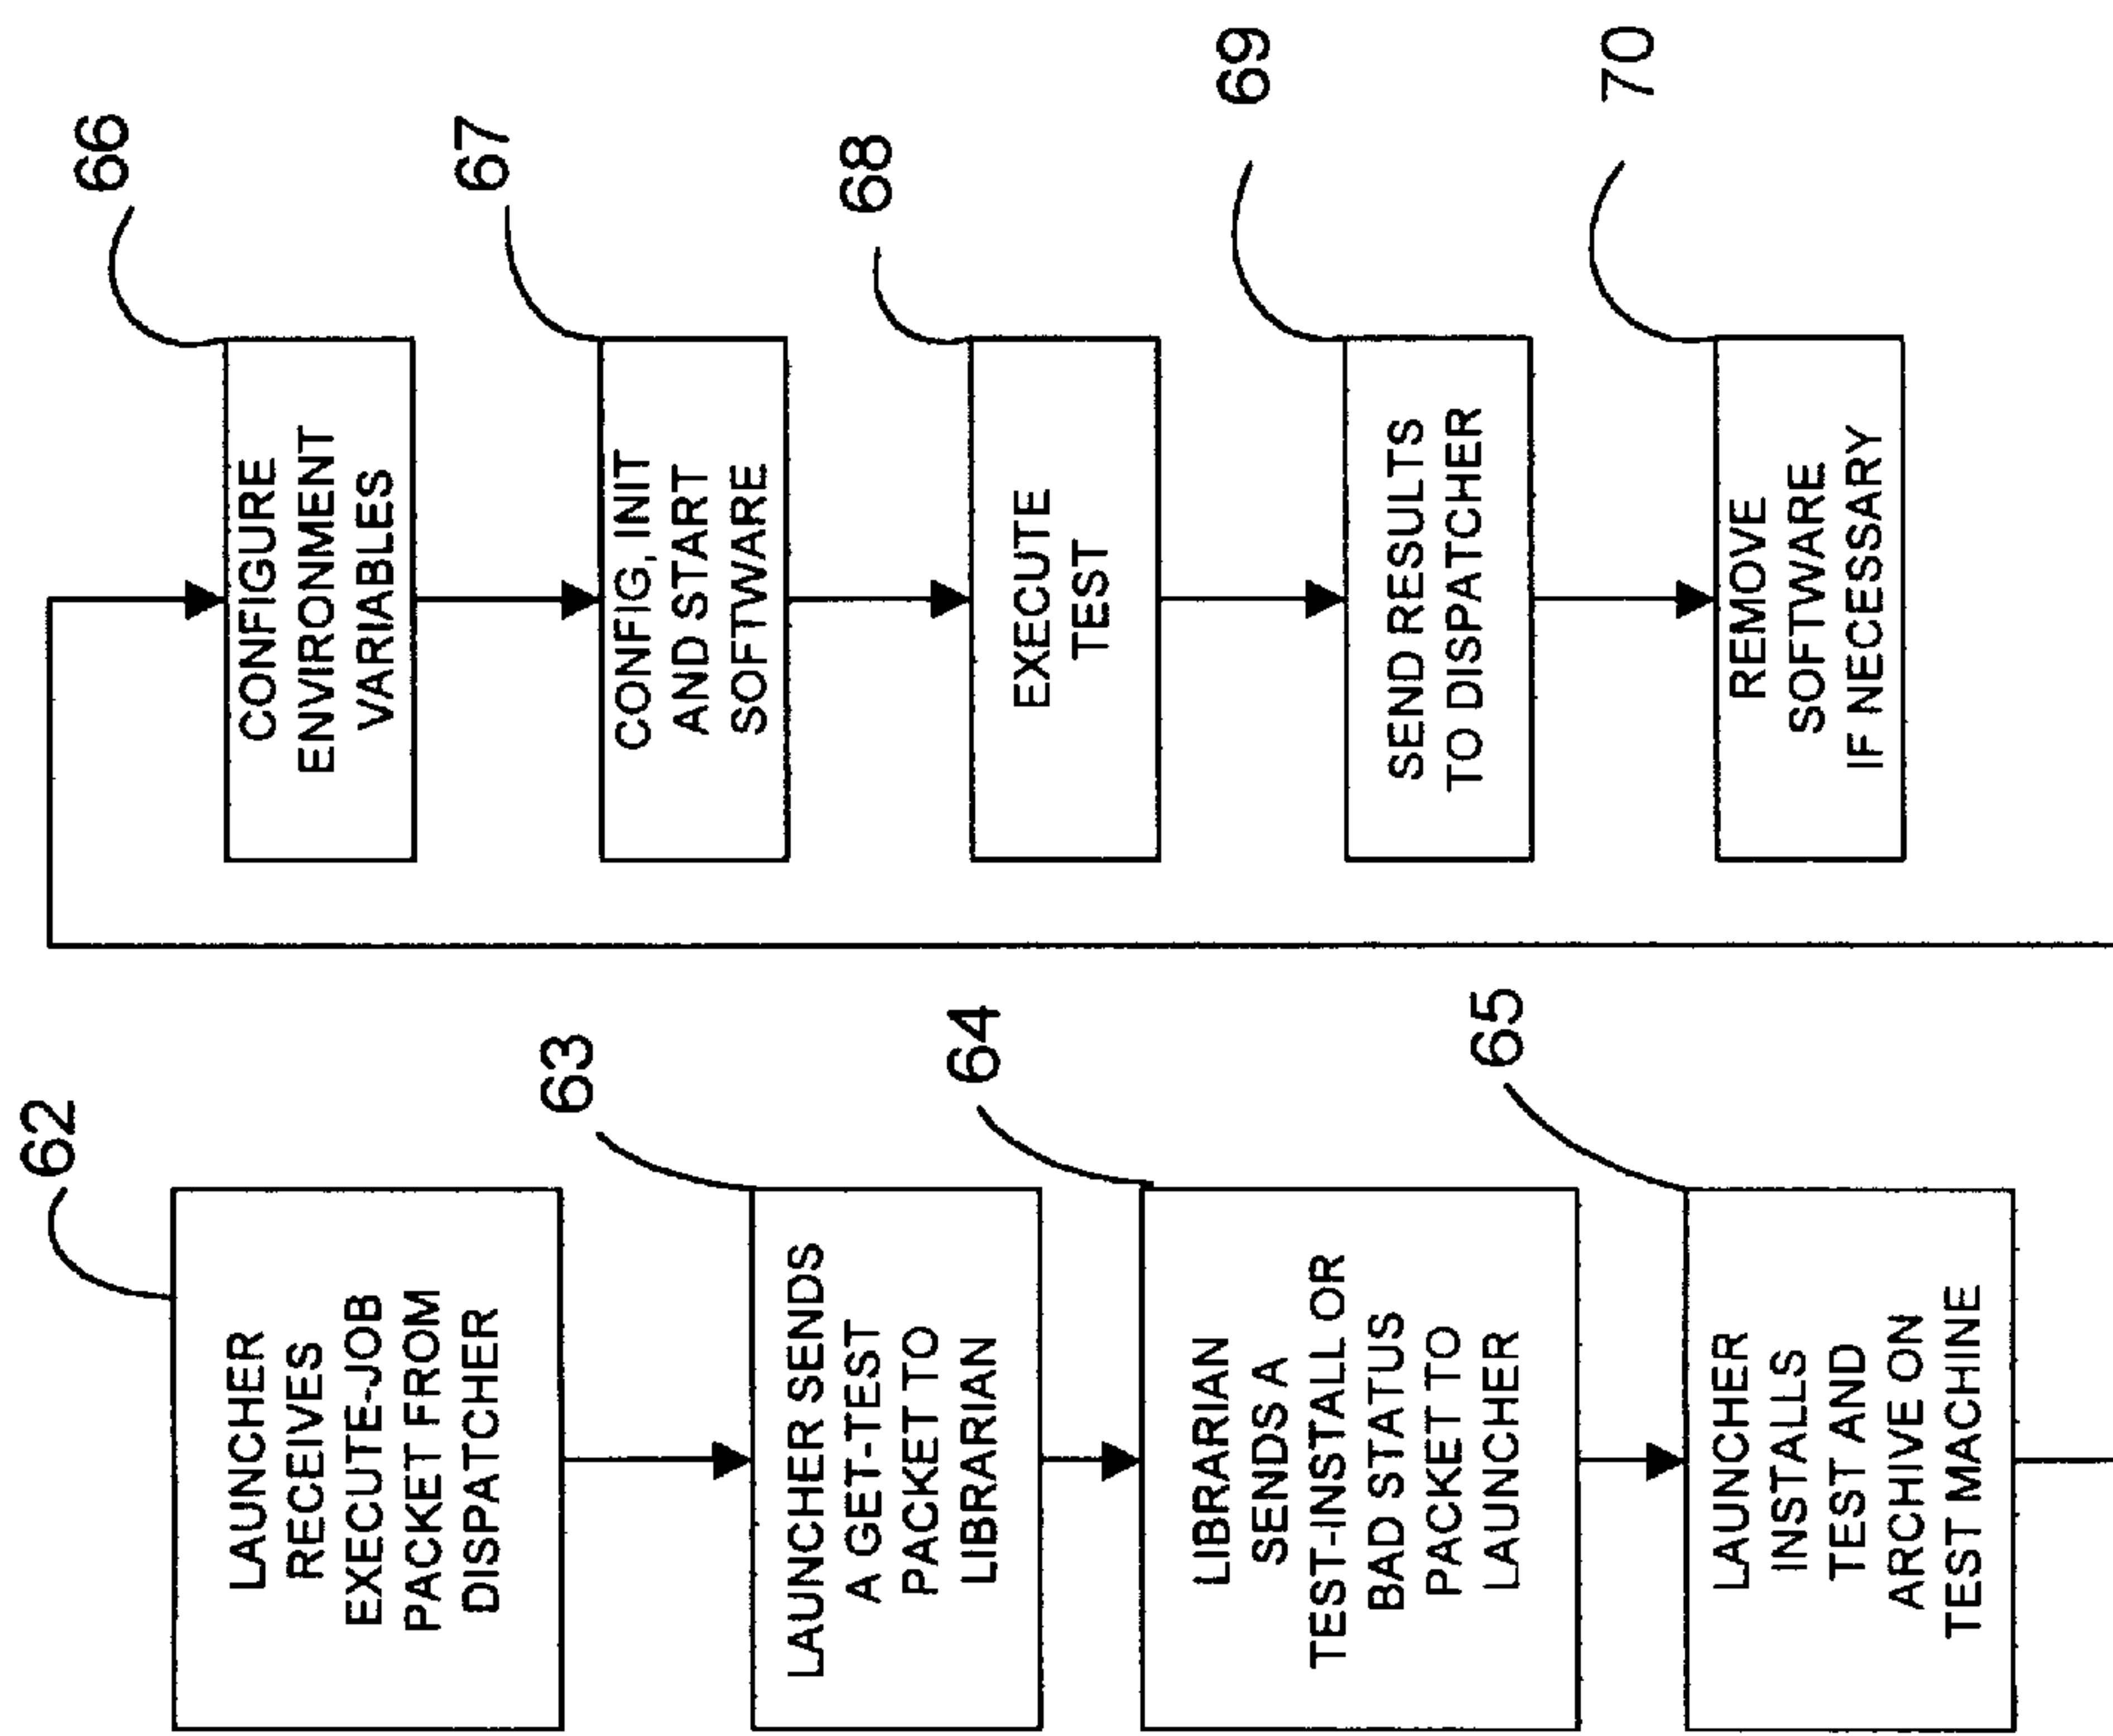 62
LAUNCHER
RECEIVES
EXECUTE-JOB
PACKET FROM
DISPATCHER
63
LAUNCHER SENDS
A GET-TEST
PACKET TO
LIBRARIAN
64
LIBRARIAN
SENDS A
TEST-INSTALL OR
BAD STATUS
PACKET TO
LAUNCHER
65
LAUNCHER
INSTALLS
TEST AND
ARCHIVE ON
TEST MACHINE
66
CONFIGURE
ENVIRONMENT
VARIABLES
67
CONFIG, INIT
AND START
SOFTWARE
68
EXECUTE
TEST
69
SEND RESULTS
TO DISPATCHER
70
REMOVE
SOFTWARE
IF NECESSARY